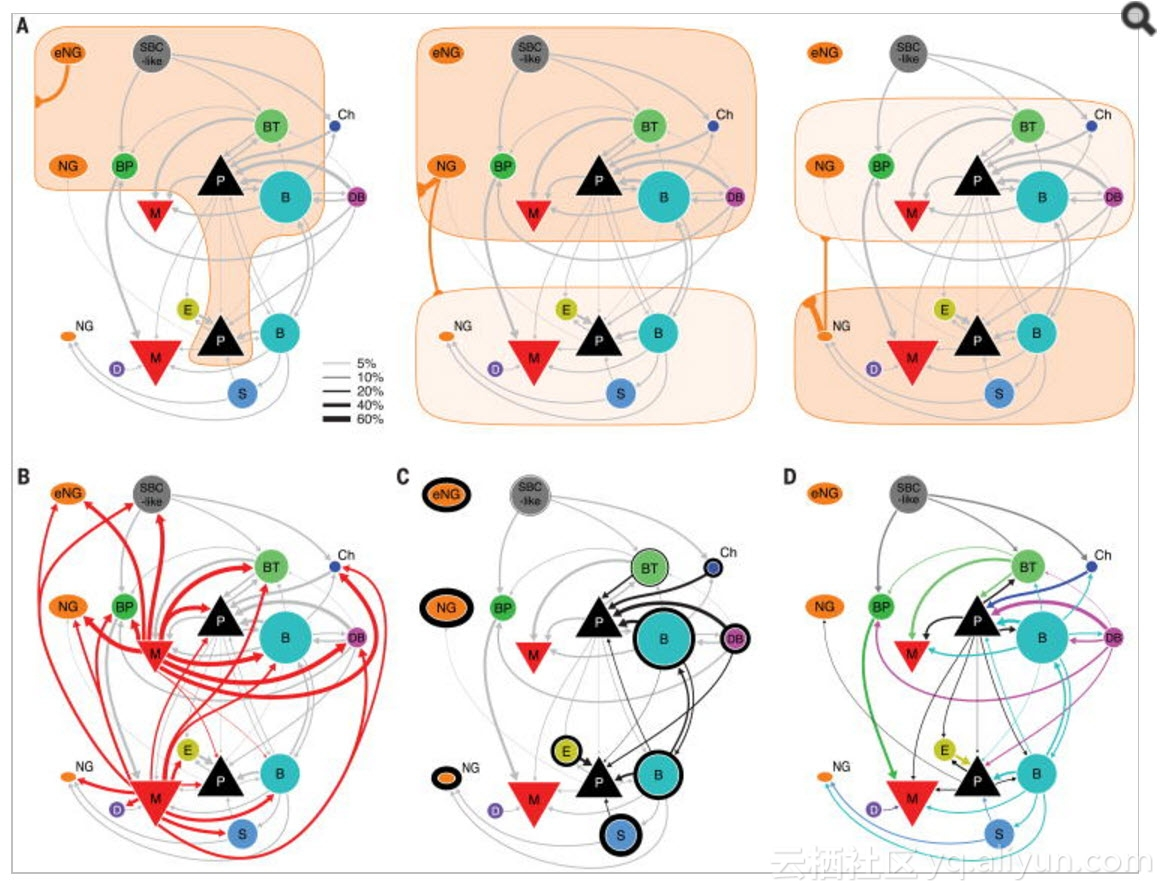 A
eNG
SBC
-like
BT
Ch
NG
BP
P
M
B
DB
E
NG
P
B
M
D
S
5%
10%
20%
40%
60%
eNG
SBC
-like
BT
Ch
NG
BP
P
M
B
DB
E
NG
P
B
M
D
S
eNG
SBC
-like
BT
Ch
NG
BP
P
M
B
DB
E
NG
P
B
M
D
S
B
eNG
SBC
-like
BT
Ch
NG
BP
P
M
B
DB
E
NG
P
B
M
D
S
C
eNG
SBC
-like
BT
Ch
NG
BP
P
M
B
DB
E
NG
P
B
M
D
S
D
eNG
SBC
-like
BT
Ch
NG
BP
P
M
B
DB
E
NG
P
B
M
D
S
云栖社区 yq.aliyun.com